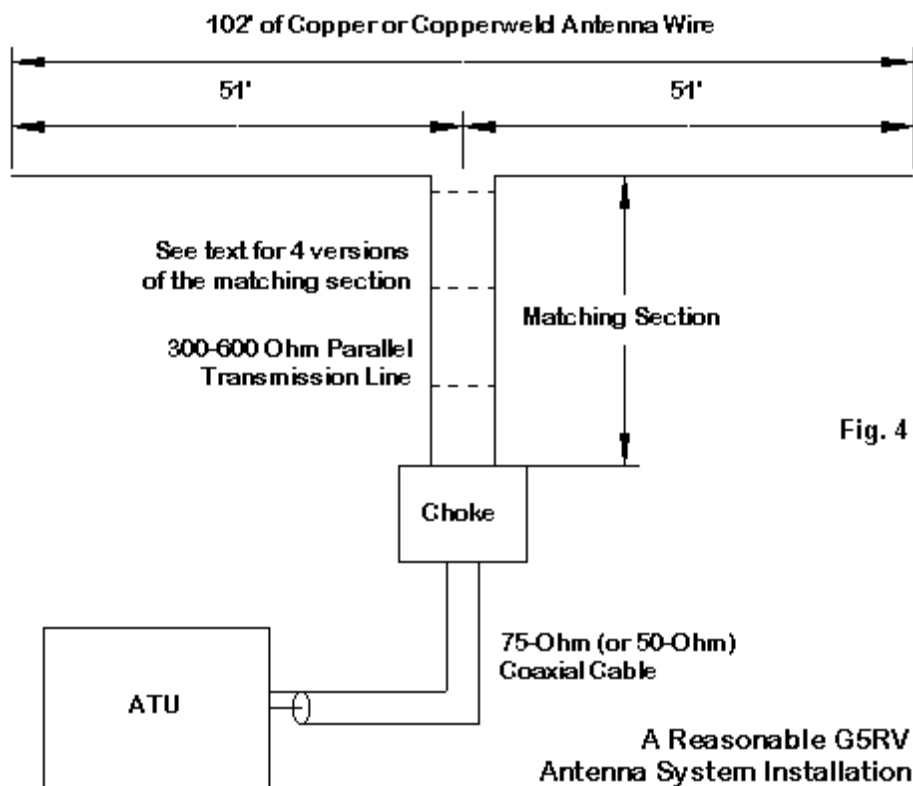 102' of Copper or Copperweld Antenna Wire
51'
51'
See text for 4 versions
of the matching section
300-600 Ohm Parallel
Transmission Line
Matching Section
Fig. 4
Choke
75-Ohm (or 50-Ohm)
Coaxial Cable
ATU
A Reasonable G5RV
Antenna System Installation